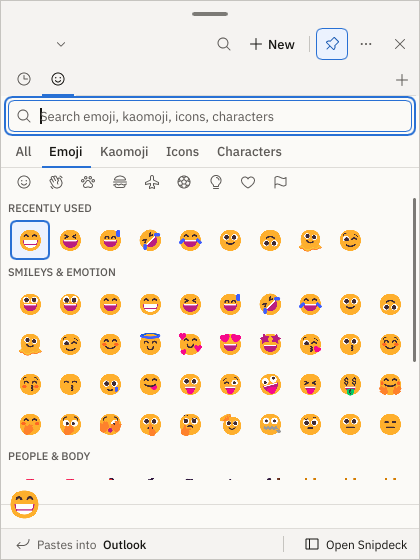 New
Search emoji, kaomoji, icons, characters
All Emoji Kaomoji Icons Characters
RECENTLY USED
SMILEYS & EMOTION
PEOPLE & BODY
Pastes into Outlook Open Snipdeck